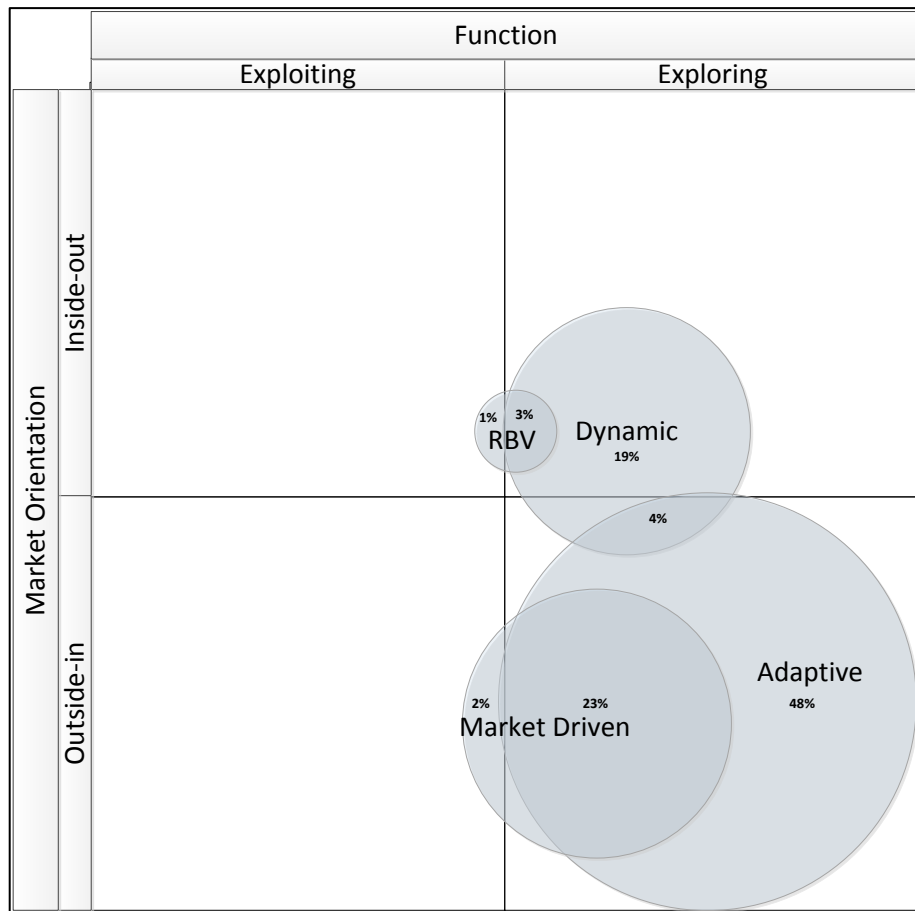 Function
Exploiting
Exploring
Market Orientation
Inside-out
Outside-in
1%
3%
RBV
Dynamic
19%
4%
Adaptive
48%
2%
23%
Market Driven